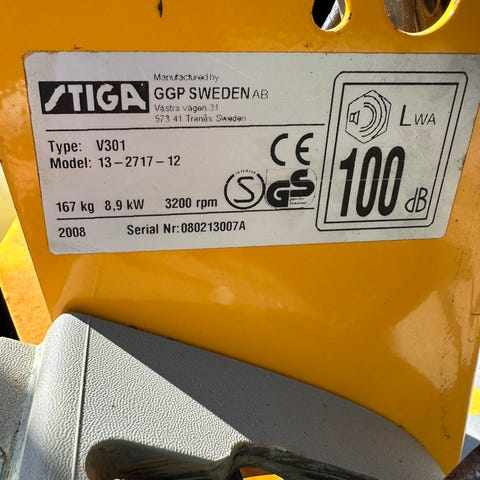 Manufactured by
STIGA GGP SWEDEN AB
Västra vägen 31
573 41 Tranås Sweden
Type: V301
Model: 13-2717-12
CE
LWA
100 dB
S GS
167 kg 8,9 kW 3200 rpm
2008 Serial Nr:080213007A